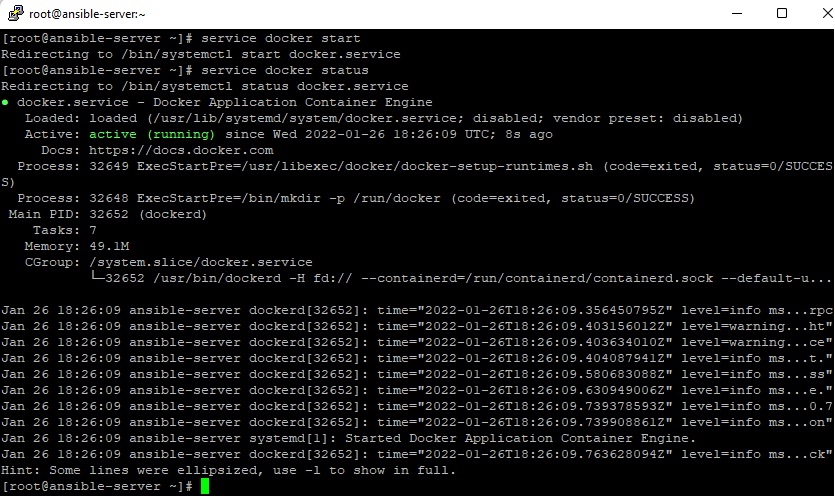 root@ansible-server:~
[root@ansible-server ~]# service docker start
Redirecting to /bin/systemctl start docker.service
[root@ansible-server ~]# service docker status
Redirecting to /bin/systemctl status docker.service
● docker.service - Docker Application Container Engine
   Loaded: loaded (/usr/lib/systemd/system/docker.service; disabled; vendor preset: disabled)
   Active: active (running) since Wed 2022-01-26 18:26:09 UTC; 8s ago
     Docs: https://docs.docker.com
  Process: 32649 ExecStartPre=/usr/libexec/docker/docker-setup-runtimes.sh (code=exited, status=0/SUCCES
S)
  Process: 32648 ExecStartPre=/bin/mkdir -p /run/docker (code=exited, status=0/SUCCESS)
 Main PID: 32652 (dockerd)
    Tasks: 7
   Memory: 49.1M
   CGroup: /system.slice/docker.service
           └─32652 /usr/bin/dockerd -H fd:// --containerd=/run/containerd/containerd.sock --default-u...
Jan 26 18:26:09 ansible-server dockerd[32652]: time="2022-01-26T18:26:09.356450795Z" level=info ms...rpc
Jan 26 18:26:09 ansible-server dockerd[32652]: time="2022-01-26T18:26:09.403156012Z" level=warning...ht"
Jan 26 18:26:09 ansible-server dockerd[32652]: time="2022-01-26T18:26:09.403634010Z" level=warning...ce"
Jan 26 18:26:09 ansible-server dockerd[32652]: time="2022-01-26T18:26:09.404087941Z" level=info ms...t."
Jan 26 18:26:09 ansible-server dockerd[32652]: time="2022-01-26T18:26:09.580683088Z" level=info ms...ss"
Jan 26 18:26:09 ansible-server dockerd[32652]: time="2022-01-26T18:26:09.630949006Z" level=info ms...e."
Jan 26 18:26:09 ansible-server dockerd[32652]: time="2022-01-26T18:26:09.739378593Z" level=info ms...0.7
Jan 26 18:26:09 ansible-server dockerd[32652]: time="2022-01-26T18:26:09.739908861Z" level=info ms...on"
Jan 26 18:26:09 ansible-server systemd[1]: Started Docker Application Container Engine.
Jan 26 18:26:09 ansible-server dockerd[32652]: time="2022-01-26T18:26:09.763628094Z" level=info ms...ck"
Hint: Some lines were ellipsized, use -l to show in full.
[root@ansible-server ~]#